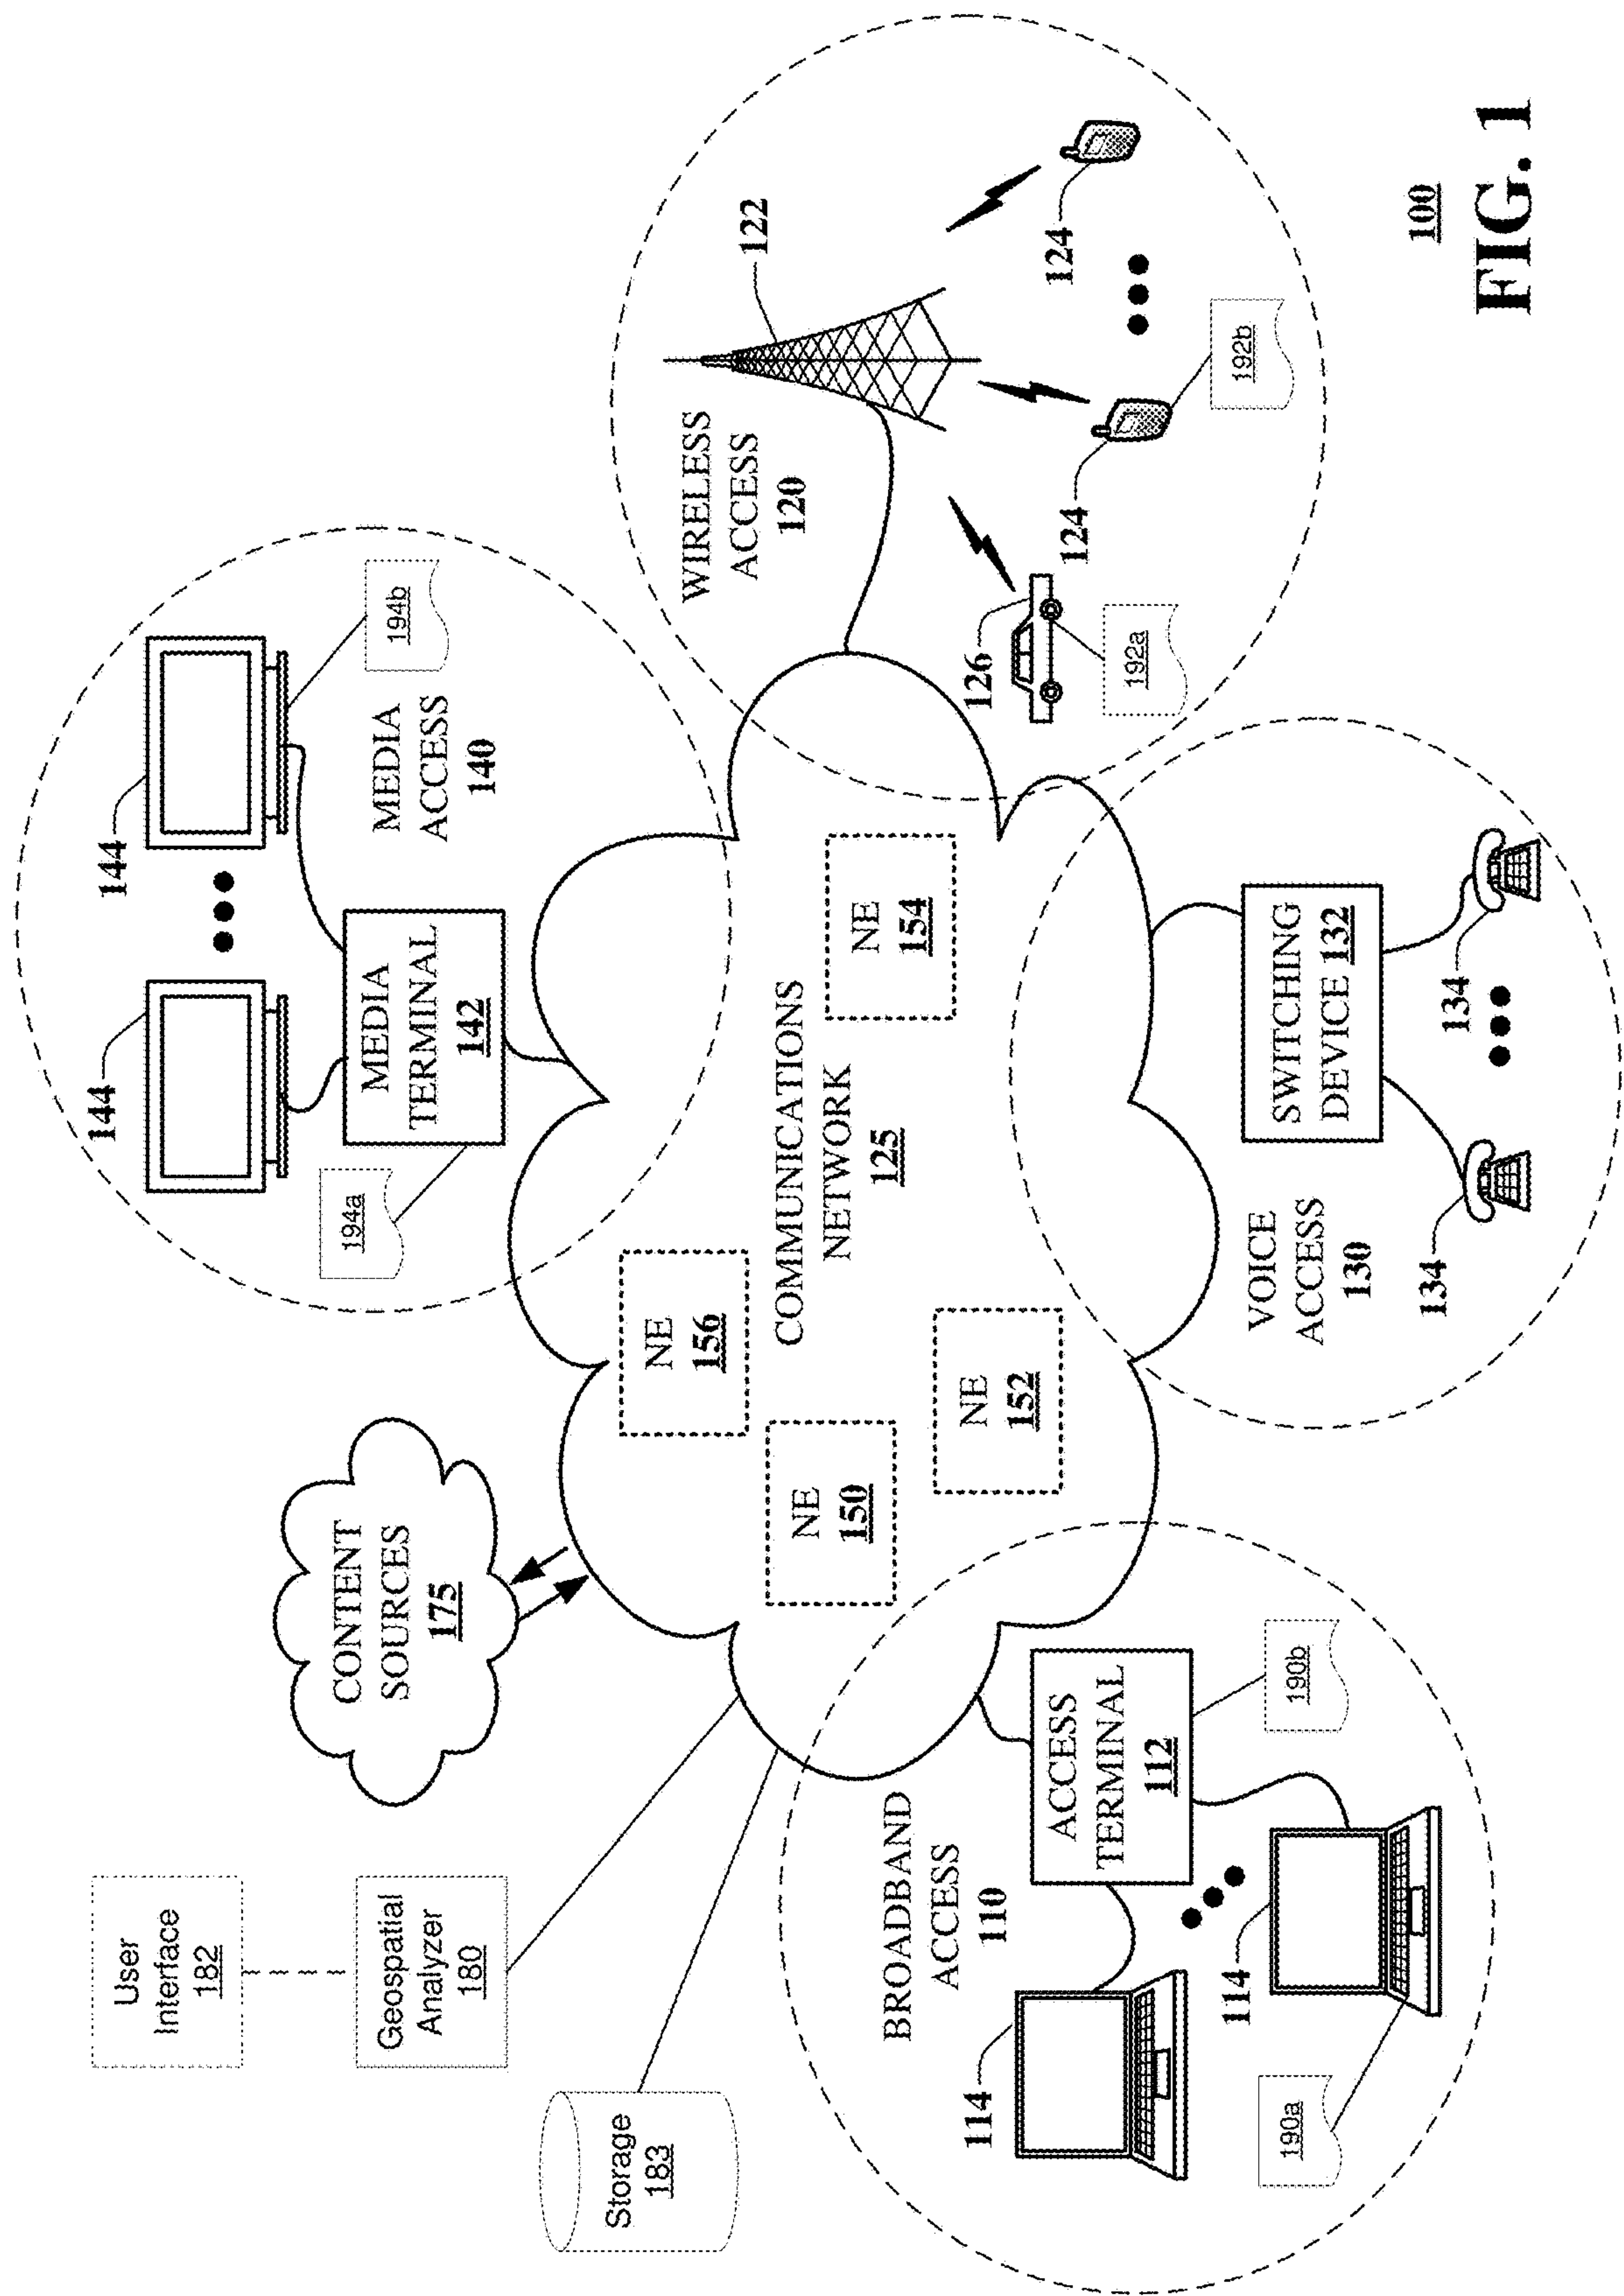 User
Interface
182
Geospatial
Analyzer
180
Storage
183
CONTENT
SOURCES
175
144
144
194a
MEDIA
TERMINAL
142
194b
MEDIA
ACCESS
140
NE
156
NE
150
NE
152
NE
154
COMMUNICATIONS
NETWORK
125
WIRELESS
ACCESS
120
122
126
192a
124
192b
124
BROADBAND
ACCESS
110
114
ACCESS
TERMINAL
112
190b
114
190a
VOICE
ACCESS
130
SWITCHING
DEVICE 132
134
134
100
FIG. 1